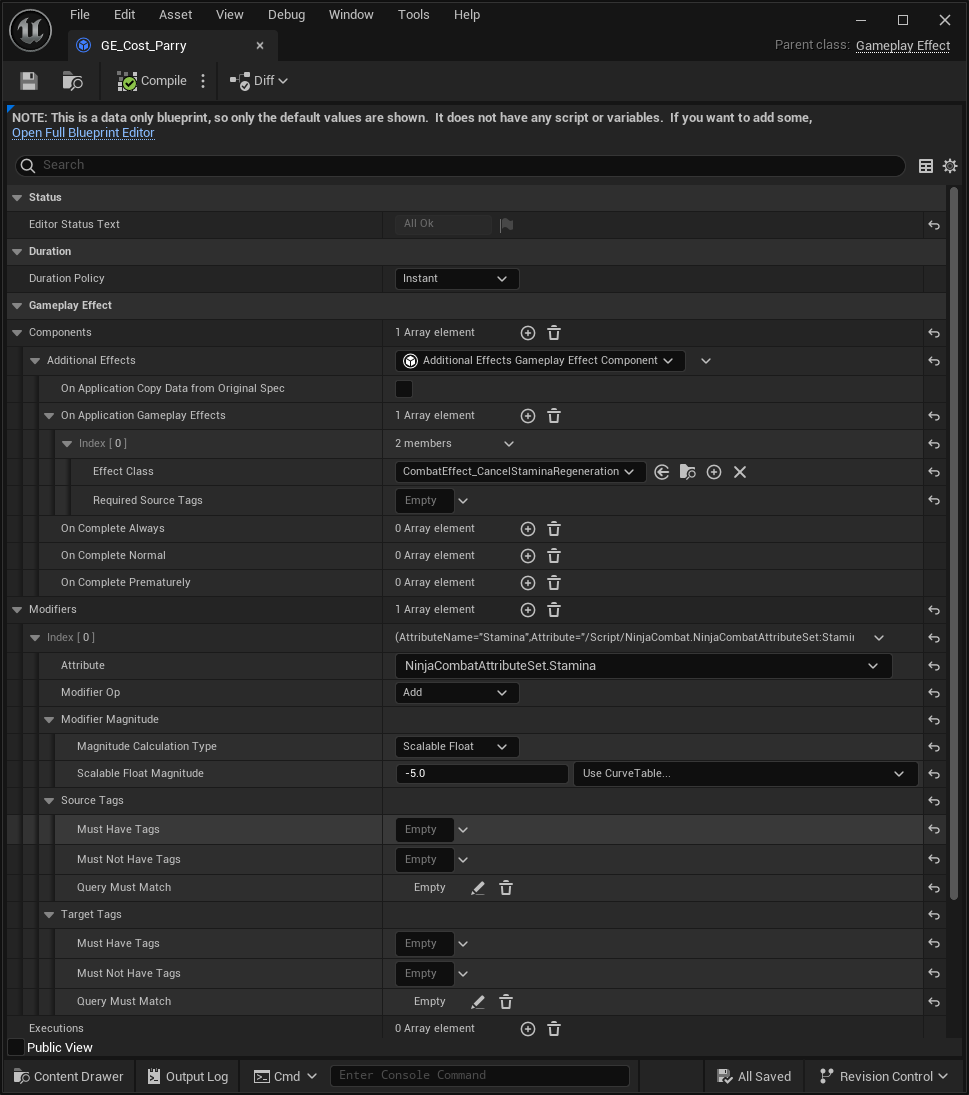 File Edit Asset View Debug Window Tools Help
GE_Cost_Parry
Parent class: Gameplay Effect
Compile Diff
NOTE: This is a data only blueprint, so only the default values are shown.  It does not have any script or variables.  If you want to add some,
Open Full Blueprint Editor
Search
Status
Editor Status Text All Ok
Duration
Duration Policy Instant
Gameplay Effect
Components 1 Array element
Additional Effects Additional Effects Gameplay Effect Component
On Application Copy Data from Original Spec
On Application Gameplay Effects 1 Array element
Index [ 0 ] 2 members
Effect Class CombatEffect_CancelStaminaRegeneration
Required Source Tags Empty
On Complete Always 0 Array element
On Complete Normal 0 Array element
On Complete Prematurely 0 Array element
Modifiers 1 Array element
Index [ 0 ] (AttributeName="Stamina",Attribute="/Script/NinjaCombat.NinjaCombatAttributeSet:Stamin
Attribute NinjaCombatAttributeSet.Stamina
Modifier Op Add
Modifier Magnitude
Magnitude Calculation Type Scalable Float
Scalable Float Magnitude -5.0 Use CurveTable...
Source Tags
Must Have Tags Empty
Must Not Have Tags Empty
Query Must Match Empty
Target Tags
Must Have Tags Empty
Must Not Have Tags Empty
Query Must Match Empty
Executions 0 Array element
Public View
Content Drawer Output Log Cmd Enter Console Command All Saved Revision Control